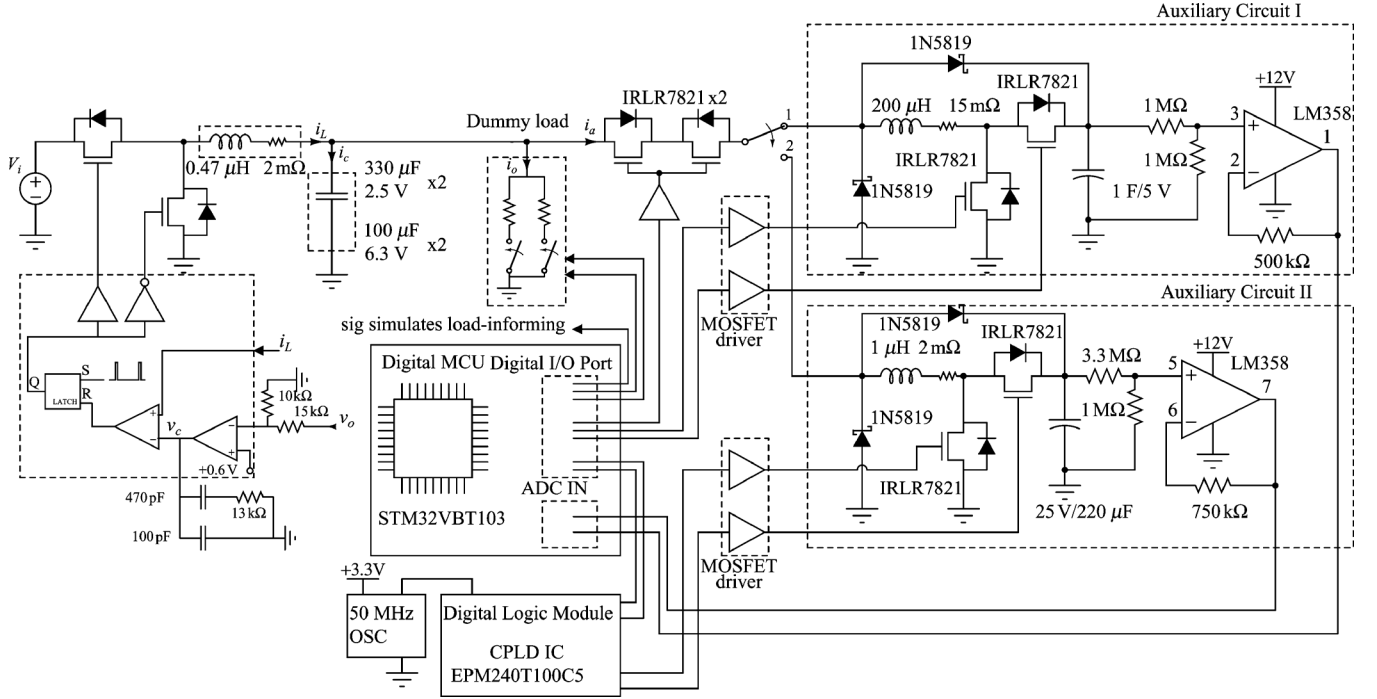 Auxiliary Circuit I
1N5819
IRLR7821
+12V
LM358
IRLR7821 x2
200 μH
15 mΩ
1 MΩ
3
1
Dummy load
i_a
1
2
i_L
V_i
0.47 μH
2 mΩ
i_c
i_o
330 μF
2.5 V
x2
100 μF
6.3 V
x2
IRLR7821
1N5819
1 MΩ
2
1 F/5 V
500 kΩ
MOSFET
driver
Auxiliary Circuit II
sig simulates load-informing
1N5819
1 μH
2 mΩ
IRLR7821
+12V
LM358
3.3 MΩ
5
7
1 MΩ
6
1N5819
IRLR7821
25 V/220 μF
750 kΩ
i_L
Q
S
R
LATCH
+
−
v_c
−
+
10kΩ
15kΩ
v_o
+0.6 V
470 pF
13 kΩ
100 pF
Digital MCU
Digital I/O Port
ADC IN
STM32VBT103
MOSFET
driver
+3.3V
50 MHz
OSC
Digital Logic Module
CPLD IC
EPM240T100C5